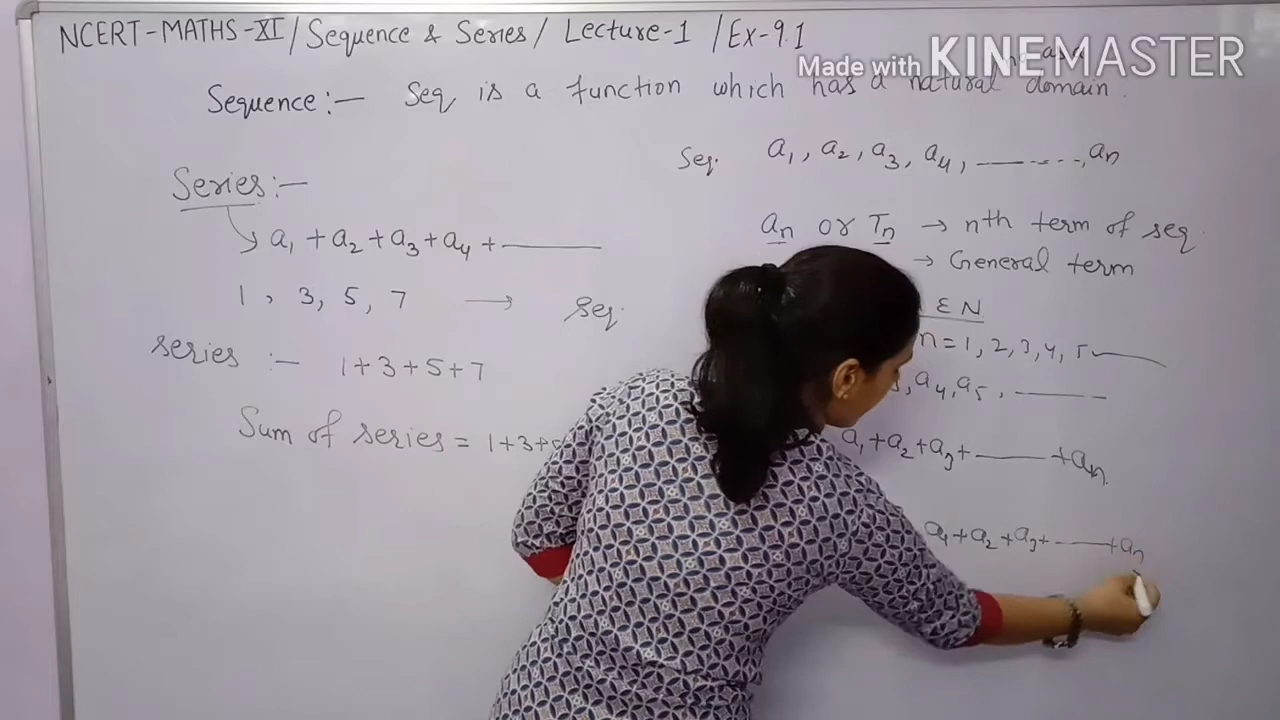 NCERT-MATHS-XI/Sequence & Series/ Lecture-1 /Ex-9.1
Made with KINEMASTER
Sequence:— Seq is a function which has a natural domain.
Seq. a1, a2, a3, a4, —----, an
Series:—
a1 + a2 + a3 + a4 + ———
an or Tn → nth term of seq.
→ General term
1, 3, 5, 7 → seq.
E N
n = 1, 2, 3, 4, 5 ———
series :— 1+3+5+7
, a4, a5, ———
Sum of series = 1+3+5
a1 + a2 + a3 + ——— + an
a1 + a2 + a3 + ——— + an